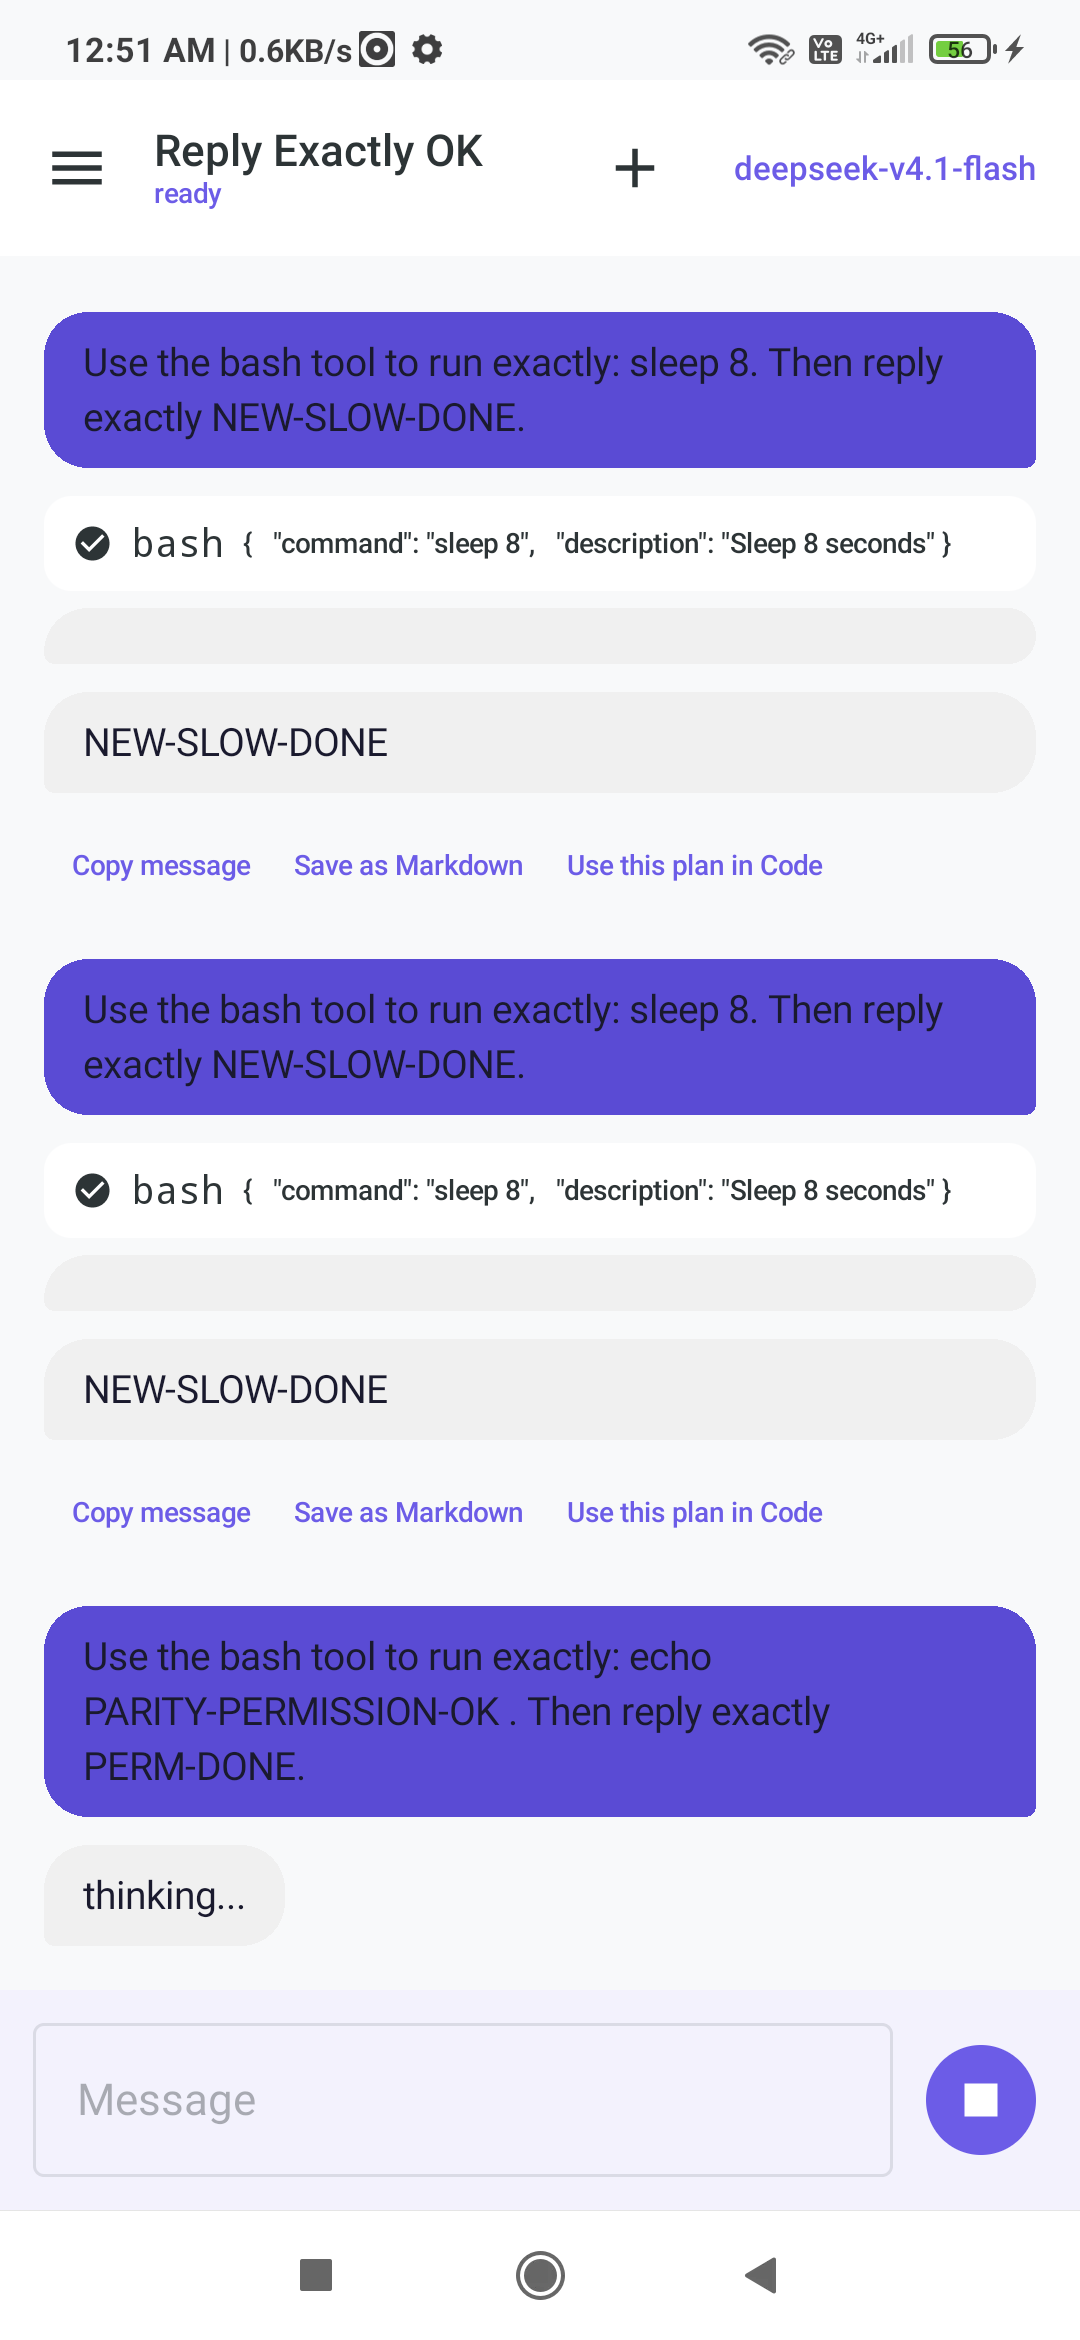 12:51 AM | 0.6KB/s
Vo LTE 4G+ 56
Reply Exactly OK
ready
deepseek-v4.1-flash
Use the bash tool to run exactly: sleep 8. Then reply
exactly NEW-SLOW-DONE.
bash { "command": "sleep 8", "description": "Sleep 8 seconds" }
NEW-SLOW-DONE
Copy message Save as Markdown Use this plan in Code
Use the bash tool to run exactly: sleep 8. Then reply
exactly NEW-SLOW-DONE.
bash { "command": "sleep 8", "description": "Sleep 8 seconds" }
NEW-SLOW-DONE
Copy message Save as Markdown Use this plan in Code
Use the bash tool to run exactly: echo
PARITY-PERMISSION-OK . Then reply exactly
PERM-DONE.
thinking...
Message